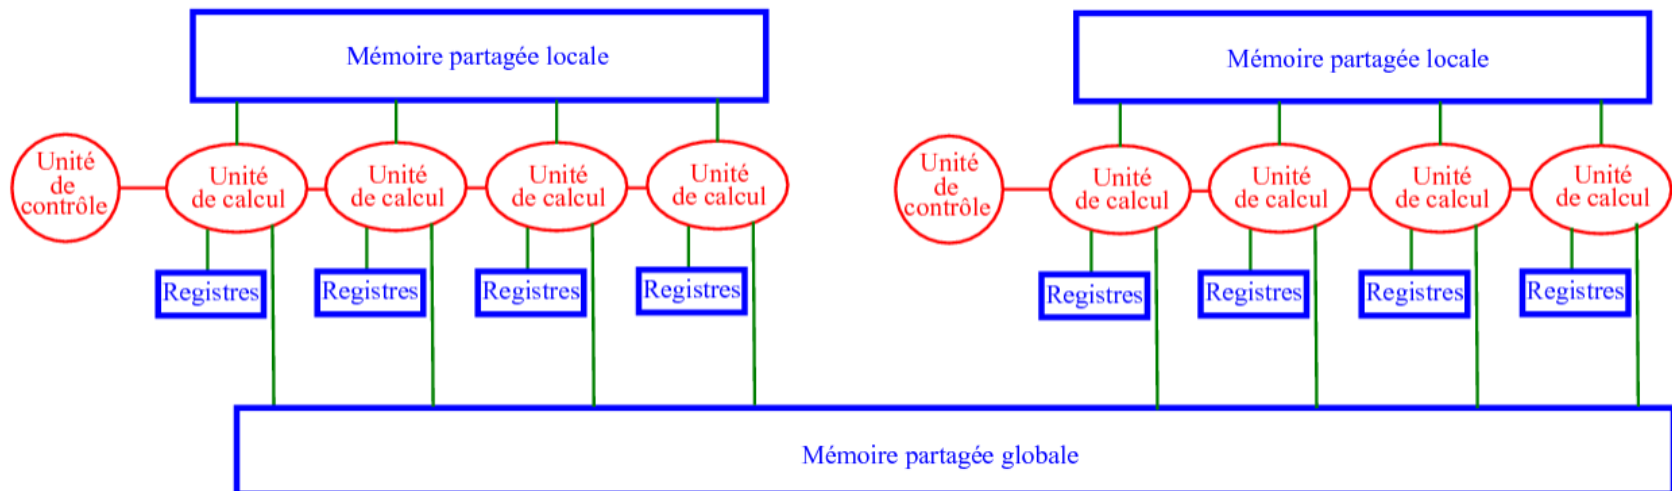 Mémoire partagée locale
Mémoire partagée locale
Unité
de
contrôle
Unité
de calcul
Unité
de calcul
Unité
de calcul
Unité
de calcul
Unité
de
contrôle
Unité
de calcul
Unité
de calcul
Unité
de calcul
Unité
de calcul
Registres
Registres
Registres
Registres
Registres
Registres
Registres
Registres
Mémoire partagée globale